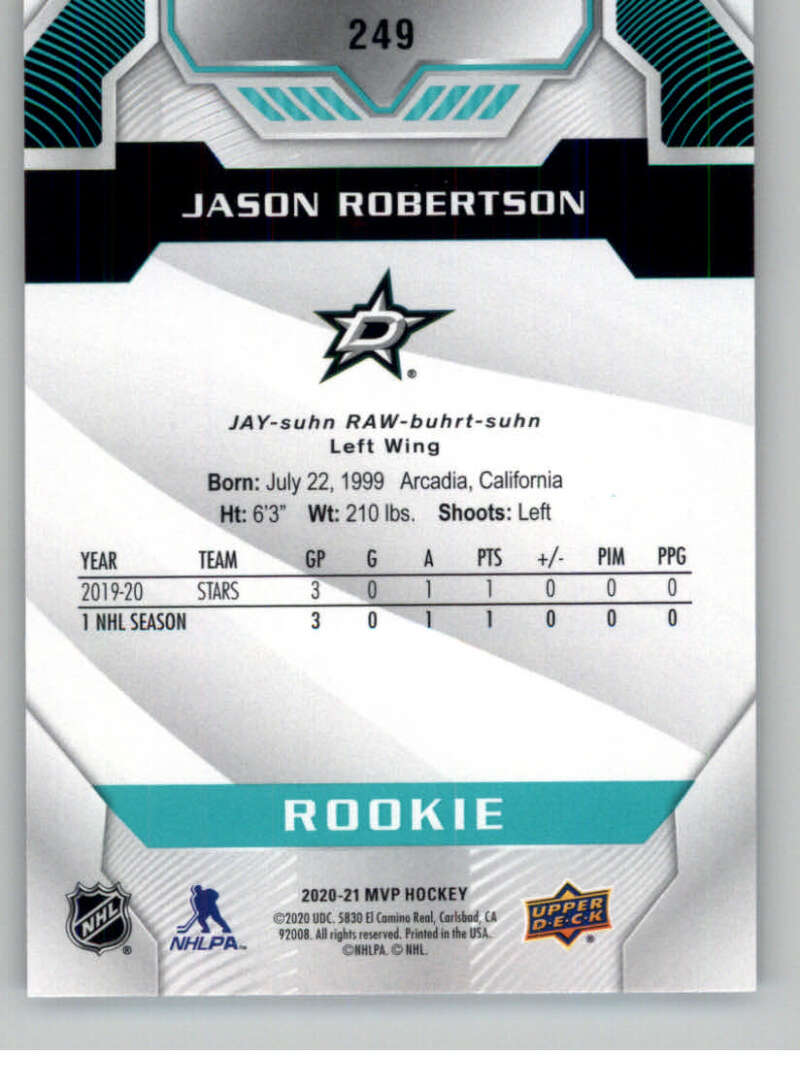 249
JASON ROBERTSON
D
®
JAY-suhn RAW-buhrt-suhn
Left Wing
Born: July 22, 1999 Arcadia, California
Ht: 6'3" Wt: 210 lbs. Shoots: Left
YEAR TEAM GP G A PTS +/- PIM PPG
2019-20 STARS 3 0 1 1 0 0 0
1 NHL SEASON 3 0 1 1 0 0 0
ROOKIE
2020-21 MVP HOCKEY
©2020 UDC. 5830 El Camino Real, Carlsbad, CA
92008. All rights reserved. Printed in the USA.
©NHLPA. © NHL.
NHL ®
NHLPA™
UPPER
D·E·C·K ®